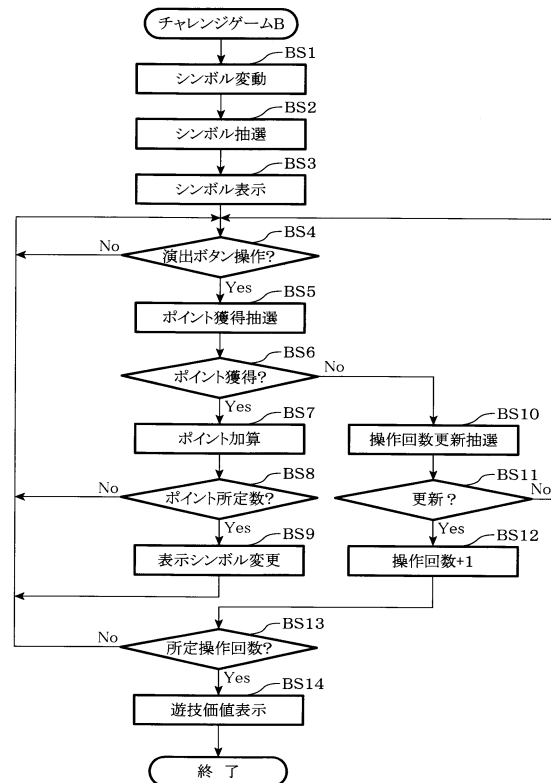 チャレンジゲームB
BS1
シンボル変動
BS2
シンボル抽選
BS3
シンボル表示
BS4
No
演出ボタン操作?
Yes
BS5
ポイント獲得抽選
BS6
ポイント獲得?
No
Yes
BS7
ポイント加算
BS10
操作回数更新抽選
BS8
No
ポイント所定数?
Yes
BS11
更新?
No
Yes
BS9
表示シンボル変更
BS12
操作回数+1
BS13
No
所定操作回数?
Yes
BS14
遊技価値表示
終 了